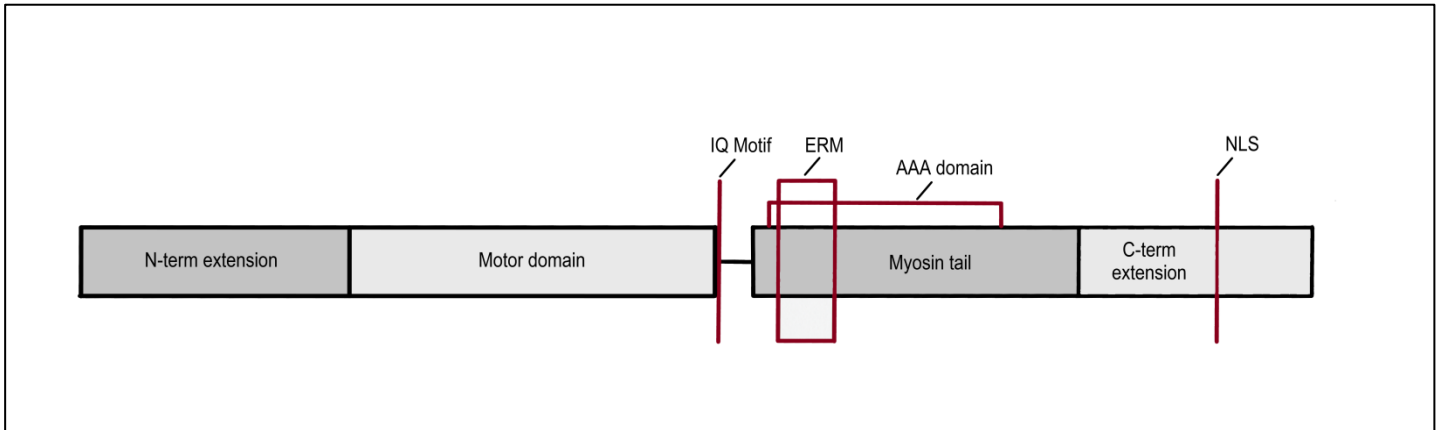 IQ Motif
ERM
AAA domain
NLS
N-term extension
Motor domain
Myosin tail
C-term
extension